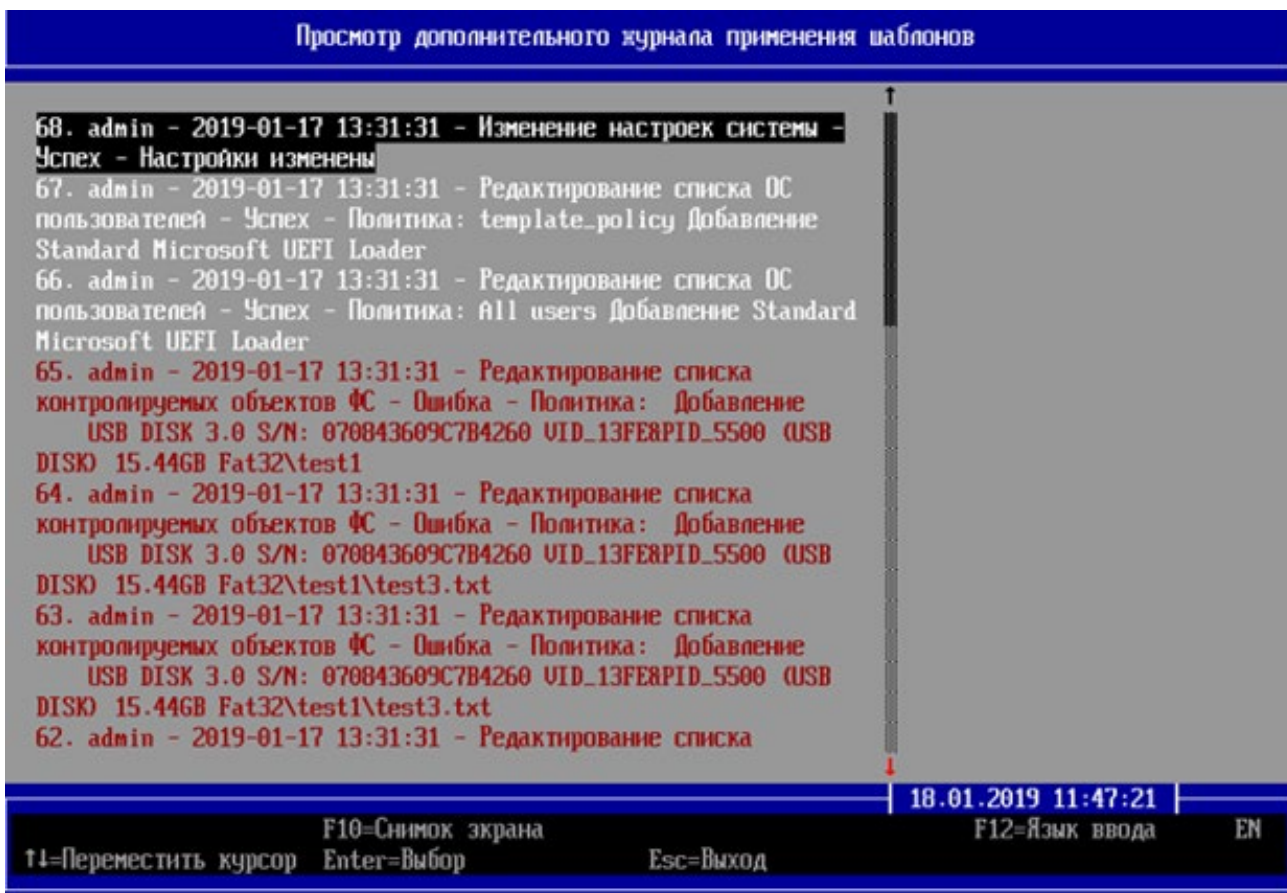 Просмотр дополнительного журнала применения шаблонов
↑
68. admin - 2019-01-17 13:31:31 - Изменение настроек системы -
Успех - Настройки изменены
67. admin - 2019-01-17 13:31:31 - Редактирование списка ОС
пользователей - Успех - Политика: template_policy Добавление
Standard Microsoft UEFI Loader
66. admin - 2019-01-17 13:31:31 - Редактирование списка ОС
пользователей - Успех - Политика: All users Добавление Standard
Microsoft UEFI Loader
65. admin - 2019-01-17 13:31:31 - Редактирование списка
контролируемых объектов ФС - Ошибка - Политика:  Добавление
USB DISK 3.0 S/N: 070843609C7B4260 VID_13FE&PID_5500 (USB
DISK) 15.44GB Fat32\test1
64. admin - 2019-01-17 13:31:31 - Редактирование списка
контролируемых объектов ФС - Ошибка - Политика:  Добавление
USB DISK 3.0 S/N: 070843609C7B4260 VID_13FE&PID_5500 (USB
DISK) 15.44GB Fat32\test1\test3.txt
63. admin - 2019-01-17 13:31:31 - Редактирование списка
контролируемых объектов ФС - Ошибка - Политика:  Добавление
USB DISK 3.0 S/N: 070843609C7B4260 VID_13FE&PID_5500 (USB
DISK) 15.44GB Fat32\test1\test3.txt
62. admin - 2019-01-17 13:31:31 - Редактирование списка
↓
18.01.2019 11:47:21
F10=Снимок экрана F12=Язык ввода EN
↑↓=Переместить курсор Enter=Выбор Esc=Выход